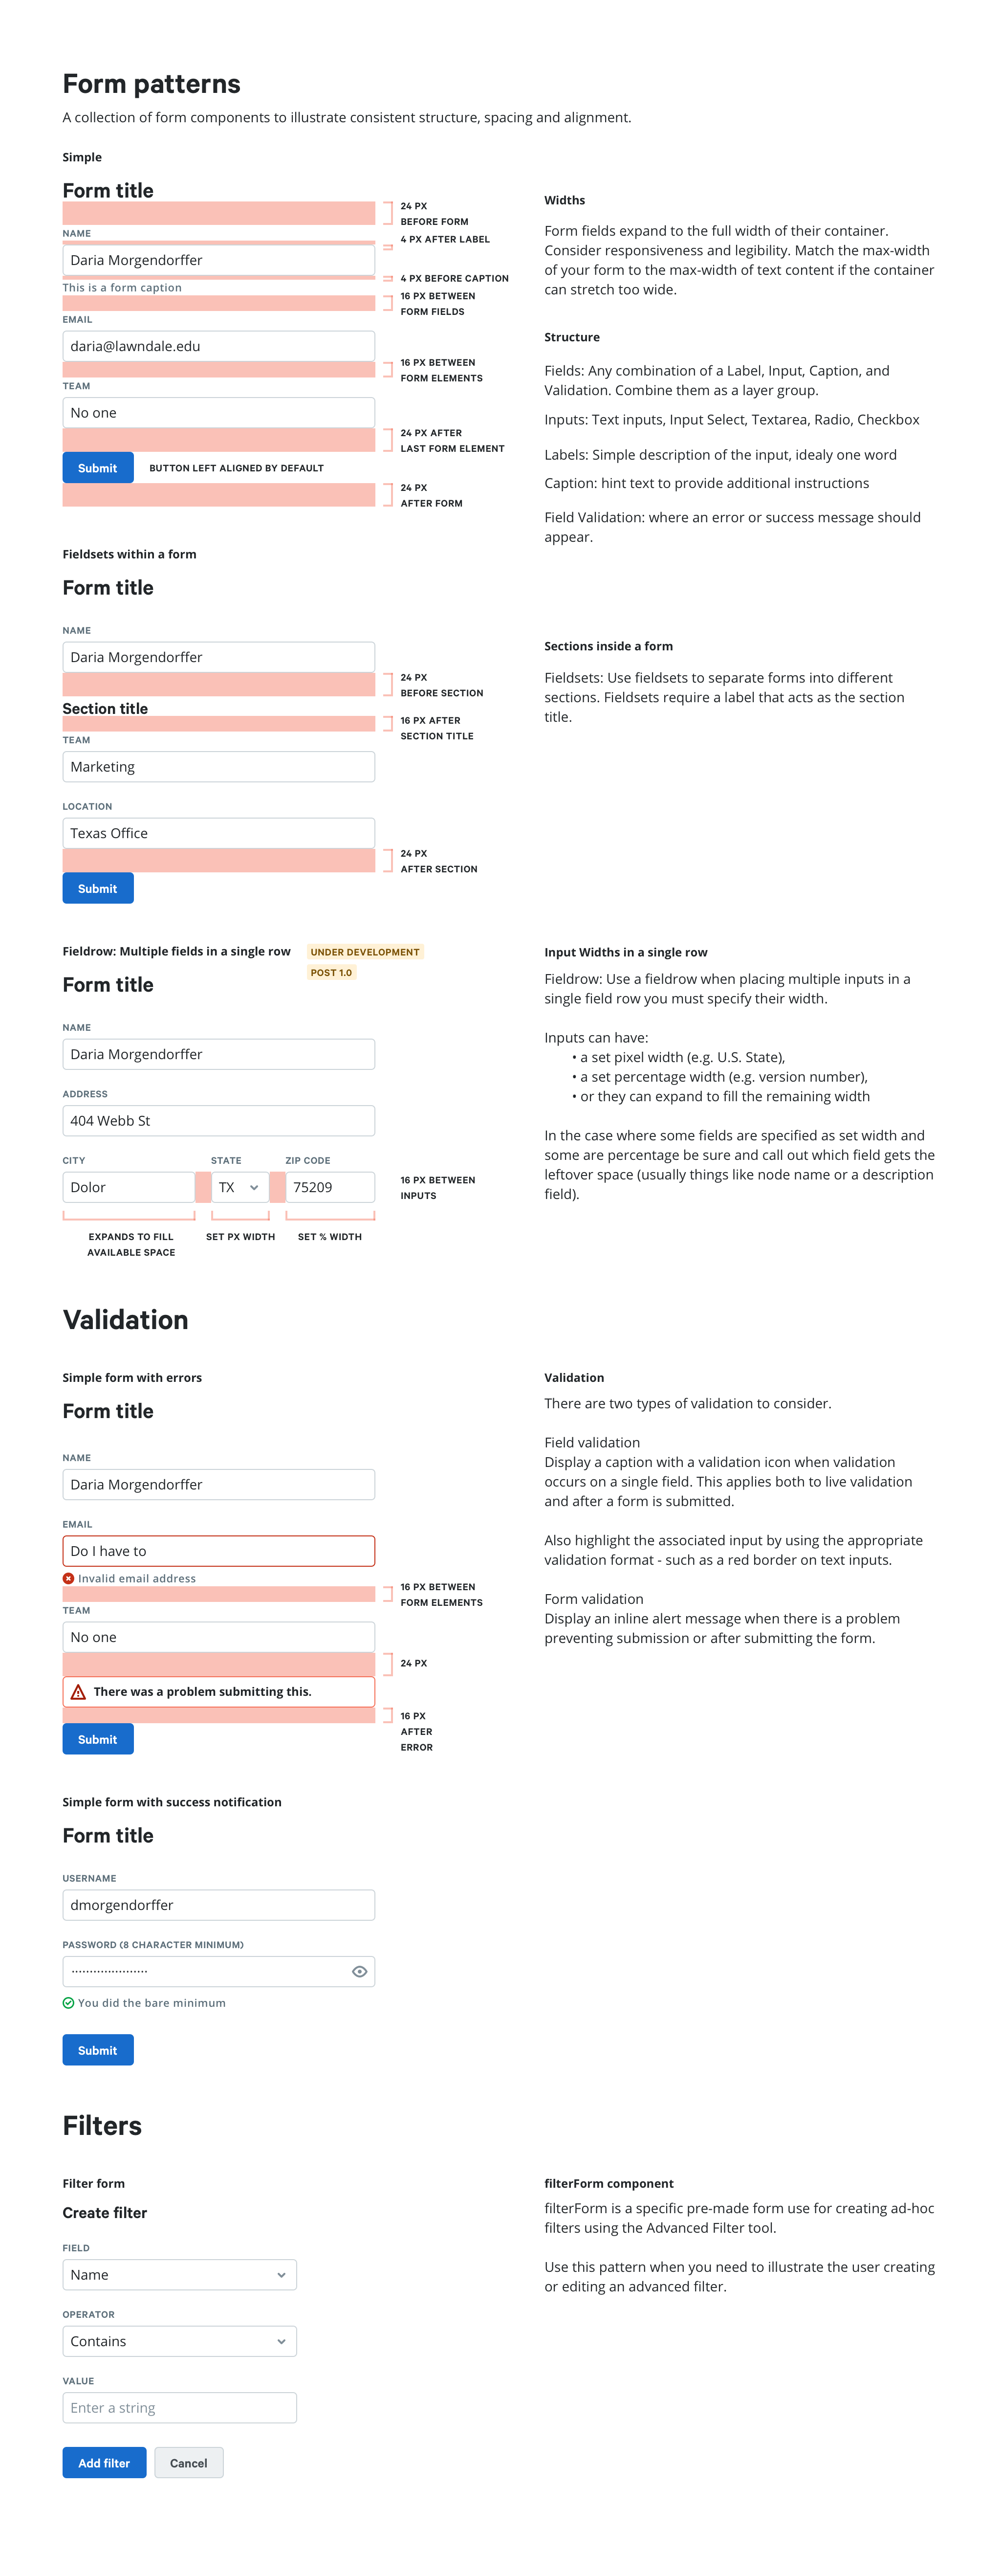 Form patterns
A collection of form components to illustrate consistent structure, spacing and alignment.
Simple
Form title
24 PX
BEFORE FORM
NAME
4 PX AFTER LABEL
Daria Morgendorffer
4 PX BEFORE CAPTION
This is a form caption
16 PX BETWEEN
FORM FIELDS
EMAIL
daria@lawndale.edu
16 PX BETWEEN
FORM ELEMENTS
TEAM
No one
24 PX AFTER
LAST FORM ELEMENT
Submit
BUTTON LEFT ALIGNED BY DEFAULT
24 PX
AFTER FORM
Widths
Form fields expand to the full width of their container.
Consider responsiveness and legibility. Match the max-width
of your form to the max-width of text content if the container
can stretch too wide.
Structure
Fields: Any combination of a Label, Input, Caption, and
Validation. Combine them as a layer group.
Inputs: Text inputs, Input Select, Textarea, Radio, Checkbox
Labels: Simple description of the input, idealy one word
Caption: hint text to provide additional instructions
Field Validation: where an error or success message should
appear.
Fieldsets within a form
Form title
NAME
Daria Morgendorffer
24 PX
BEFORE SECTION
Section title
16 PX AFTER
SECTION TITLE
TEAM
Marketing
LOCATION
Texas Office
24 PX
AFTER SECTION
Submit
Sections inside a form
Fieldsets: Use fieldsets to separate forms into different
sections. Fieldsets require a label that acts as the section
title.
Fieldrow: Multiple fields in a single row
UNDER DEVELOPMENT
POST 1.0
Form title
NAME
Daria Morgendorffer
ADDRESS
404 Webb St
CITY
STATE
ZIP CODE
Dolor
TX
75209
16 PX BETWEEN
INPUTS
EXPANDS TO FILL
AVAILABLE SPACE
SET PX WIDTH
SET % WIDTH
Input Widths in a single row
Fieldrow: Use a fieldrow when placing multiple inputs in a
single field row you must specify their width.
Inputs can have:
• a set pixel width (e.g. U.S. State),
• a set percentage width (e.g. version number),
• or they can expand to fill the remaining width
In the case where some fields are specified as set width and
some are percentage be sure and call out which field gets the
leftover space (usually things like node name or a description
field).
Validation
Simple form with errors
Form title
NAME
Daria Morgendorffer
EMAIL
Do I have to
Invalid email address
16 PX BETWEEN
FORM ELEMENTS
TEAM
No one
24 PX
There was a problem submitting this.
16 PX
AFTER
ERROR
Submit
Validation
There are two types of validation to consider.
Field validation
Display a caption with a validation icon when validation
occurs on a single field. This applies both to live validation
and after a form is submitted.
Also highlight the associated input by using the appropriate
validation format - such as a red border on text inputs.
Form validation
Display an inline alert message when there is a problem
preventing submission or after submitting the form.
Simple form with success notification
Form title
USERNAME
dmorgendorffer
PASSWORD (8 CHARACTER MINIMUM)
You did the bare minimum
Submit
Filters
Filter form
Create filter
FIELD
Name
OPERATOR
Contains
VALUE
Enter a string
Add filter
Cancel
filterForm component
filterForm is a specific pre-made form use for creating ad-hoc
filters using the Advanced Filter tool.
Use this pattern when you need to illustrate the user creating
or editing an advanced filter.